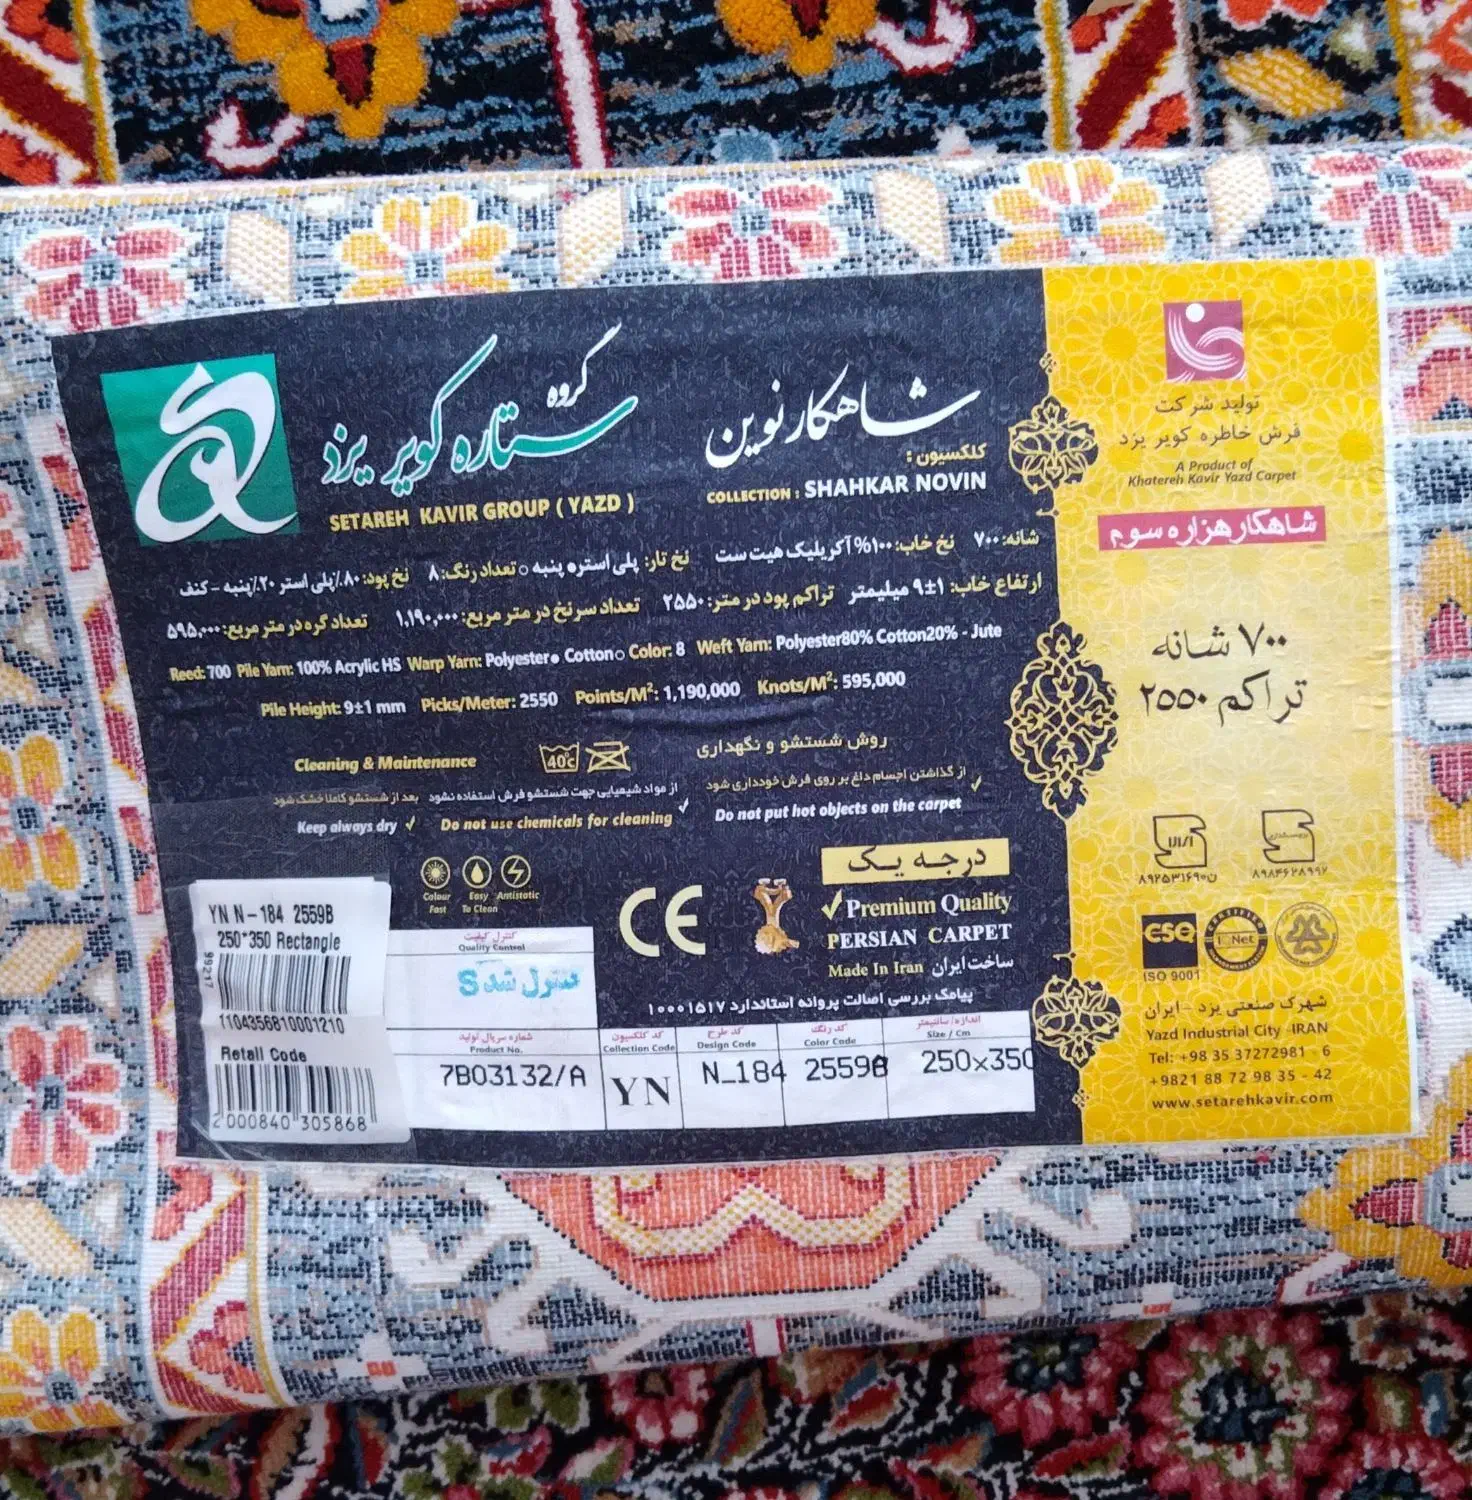 گروه
ستاره کویر یزد
SETAREH KAVIR GROUP ( YAZD )
شاهکار نوین
کلکسیون :
COLLECTION : SHAHKAR NOVIN
شانه: ۷۰۰ نخ خاب: ۱۰۰% آکریلیک هیت ست نخ تار: پلی استر● پنبه ○ تعداد رنگ: ۸ نخ پود: ۸۰٪ پلی استر ۲۰٪ پنبه - کنف
ارتفاع خاب: ۹±۱ میلیمتر تراکم پود در متر: ۲۵۵۰ تعداد سرنخ در متر مربع: ۱,۱۹۰,۰۰۰ تعداد گره در متر مربع: ۵۹۵,۰۰۰
Reed: 700 Pile Yarn: 100% Acrylic HS Warp Yarn: Polyester● Cotton○ Color: 8 Weft Yarn: Polyester80% Cotton20% - Jute
Pile Height: 9±1 mm Picks/Meter: 2550 Points/M²: 1,190,000 Knots/M²: 595,000
Cleaning & Maintenance
40°c
روش شستشو و نگهداری
از گذاشتن اجسام داغ بر روی فرش خودداری شود
از مواد شیمیایی جهت شستشو فرش استفاده نشود
بعد از شستشو کاملا خشک شود
Keep always dry ✓ Do not use chemicals for cleaning ✓ Do not put hot objects on the carpet ✓
Colour Fast
Easy To Clean
Antistatic
CE
درجه یک
✓ Premium Quality
PERSIAN CARPET
Made In Iran ساخت ایران
پیامک بررسی اصالت پروانه استاندارد ۱۰۰۰۱۵۱۷
YN N-184 2559B
250*350 Rectangle
99217
1104356810001210
Retail Code
2000840305868
کنترل کیفیت
Quality Control
کنترل شد S
شماره سریال تولید
Product No.
7B03132/A
کد کلکسیون
Collection Code
YN
کد طرح
Design Code
N_184
کد رنگ
Color Code
2559B
اندازه/ سانتیمتر
Size / Cm
250x350
تولید شرکت
فرش خاطره کویر یزد
A Product of
Khatereh Kavir Yazd Carpet
شاهکار هزاره سوم
۷۰۰ شانه
تراکم ۲۵۵۰
۸۹۲۵۳۱۶۹۰ن
۸۹۸۴۶۲۸۹۹۲
CSQ
IQNet
ISO 9001
شهرک صنعتی یزد - ایران
Yazd Industrial City -IRAN
Tel: +98 35 37272981 - 6
+9821 88 72 98 35 - 42
www.setarehkavir.com